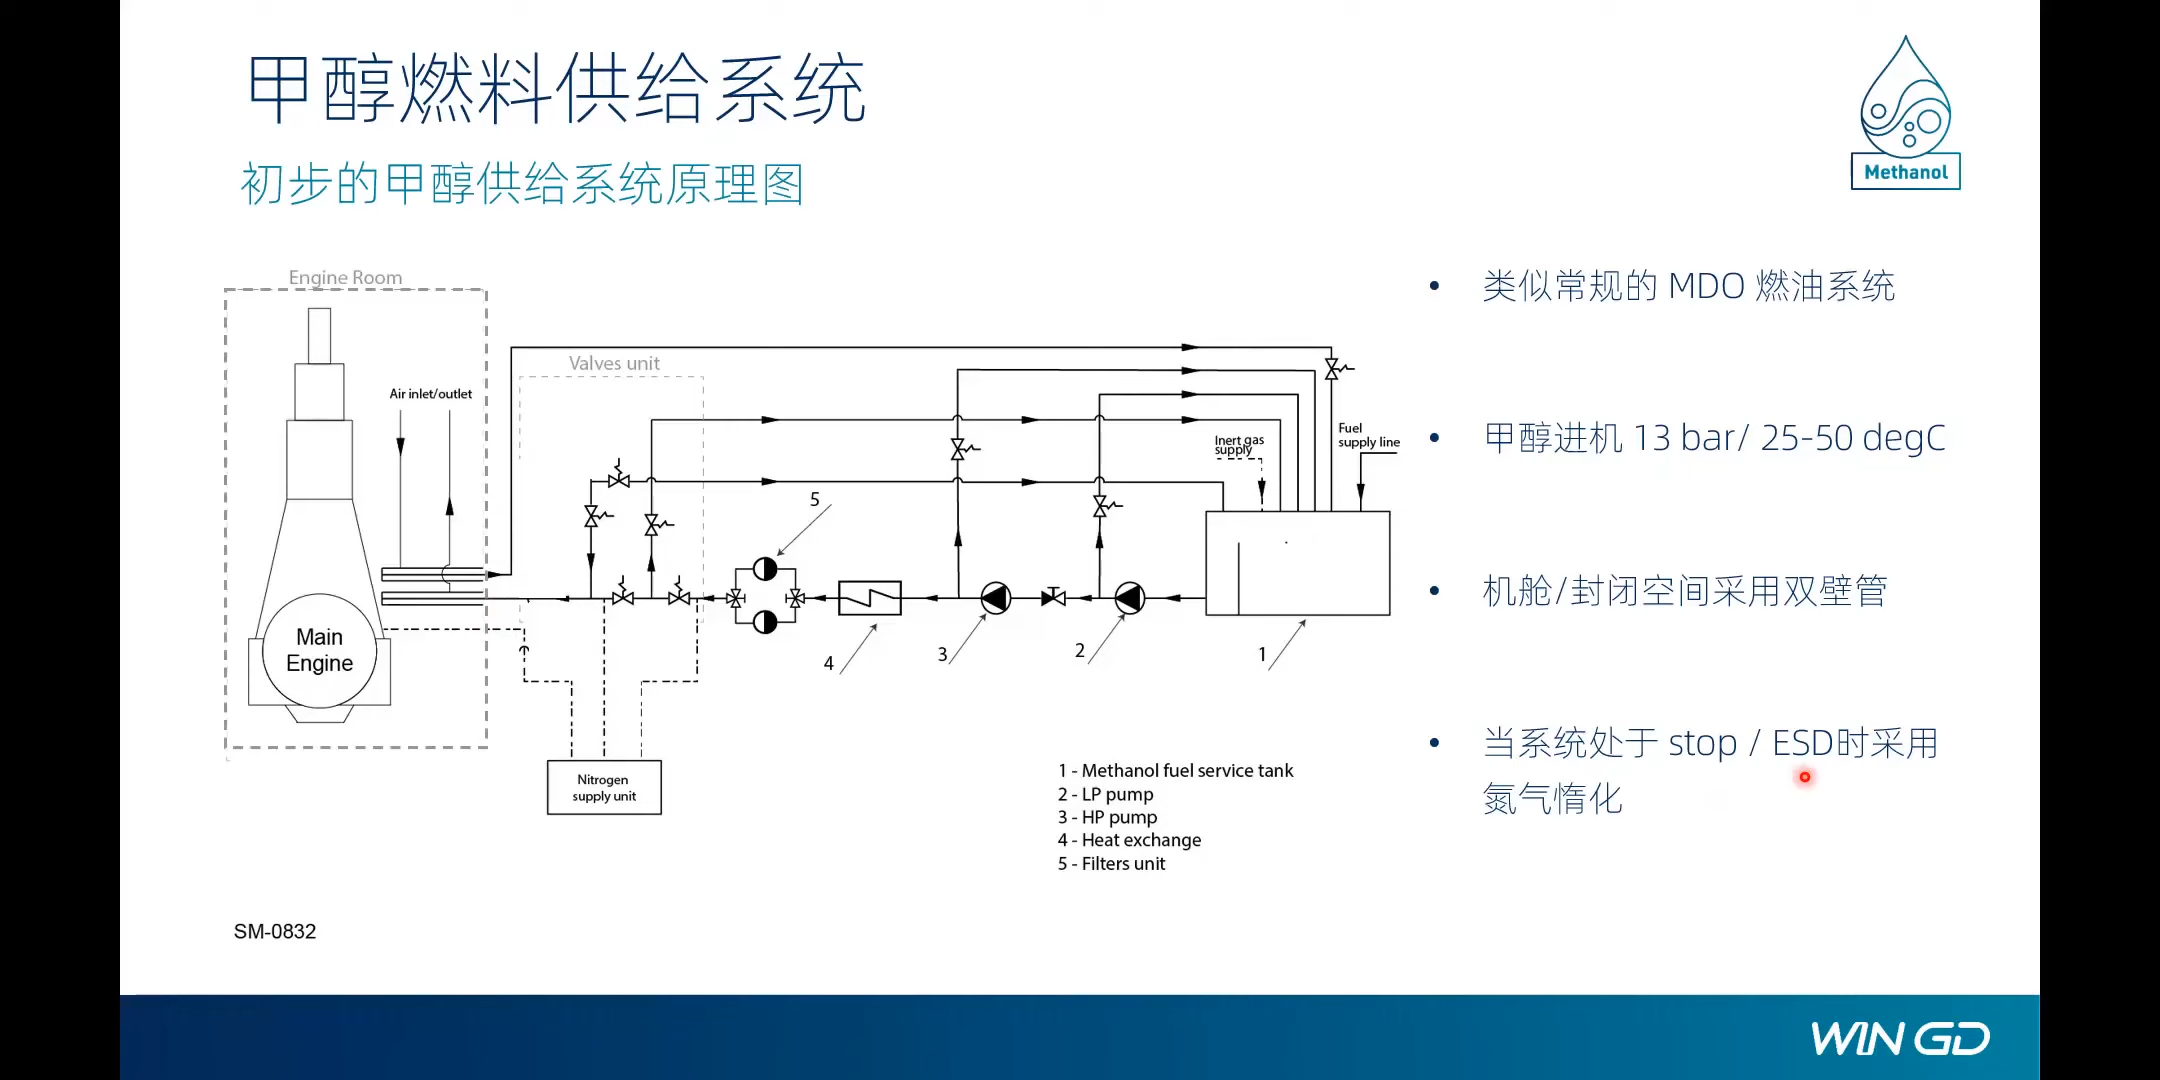 甲醇燃料供给系统
初步的甲醇供给系统原理图
Methanol
Engine Room
Valves unit
Air inlet/outlet
Inert gas
supply
Fuel
supply line
5
4
3
2
1
Main
Engine
Nitrogen
supply unit
1 - Methanol fuel service tank
2 - LP pump
3 - HP pump
4 - Heat exchange
5 - Filters unit
SM-0832
• 类似常规的 MDO 燃油系统
• 甲醇进机 13 bar/ 25-50 degC
• 机舱/封闭空间采用双壁管
• 当系统处于 stop / ESD时采用
氮气惰化
WIN GD